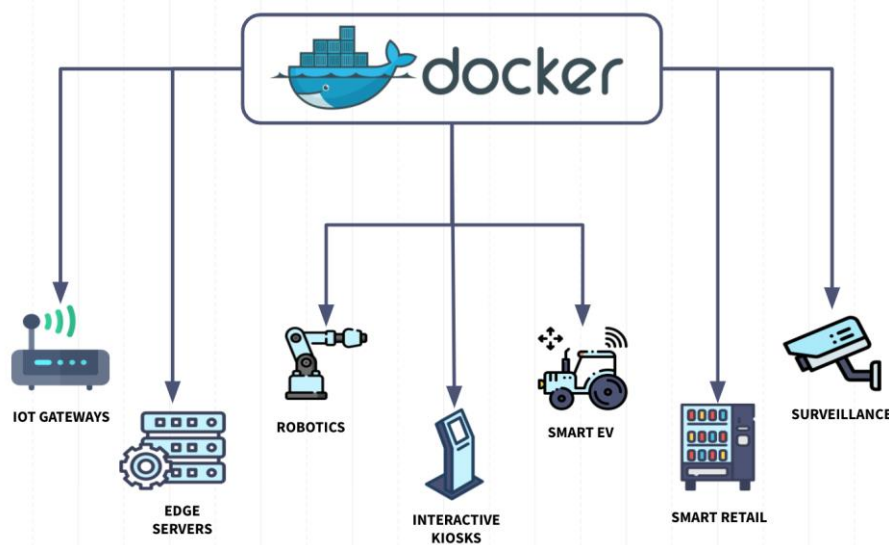 docker
IOT GATEWAYS
EDGE
SERVERS
ROBOTICS
INTERACTIVE
KIOSKS
SMART EV
SMART RETAIL
SURVEILLANCE